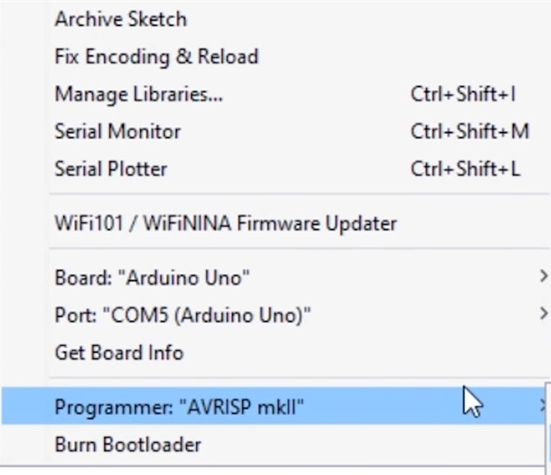 Archive Sketch
Fix Encoding & Reload
Manage Libraries... Ctrl+Shift+I
Serial Monitor Ctrl+Shift+M
Serial Plotter Ctrl+Shift+L
WiFi101 / WiFiNINA Firmware Updater
Board: "Arduino Uno"
Port: "COM5 (Arduino Uno)"
Get Board Info
Programmer: "AVRISP mkII"
Burn Bootloader